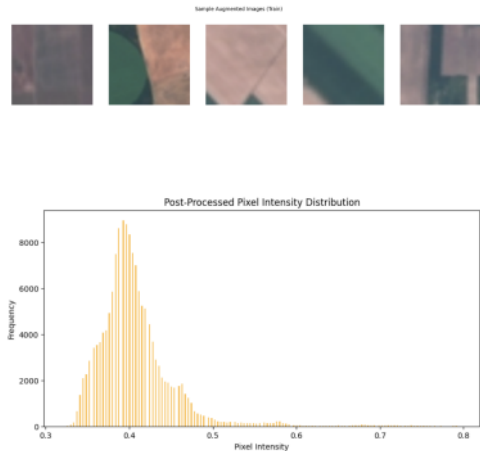 Sample Augmented Images (Train)
Post-Processed Pixel Intensity Distribution
Frequency
8000
6000
4000
2000
0
0.3 0.4 0.5 0.6 0.7 0.8
Pixel Intensity